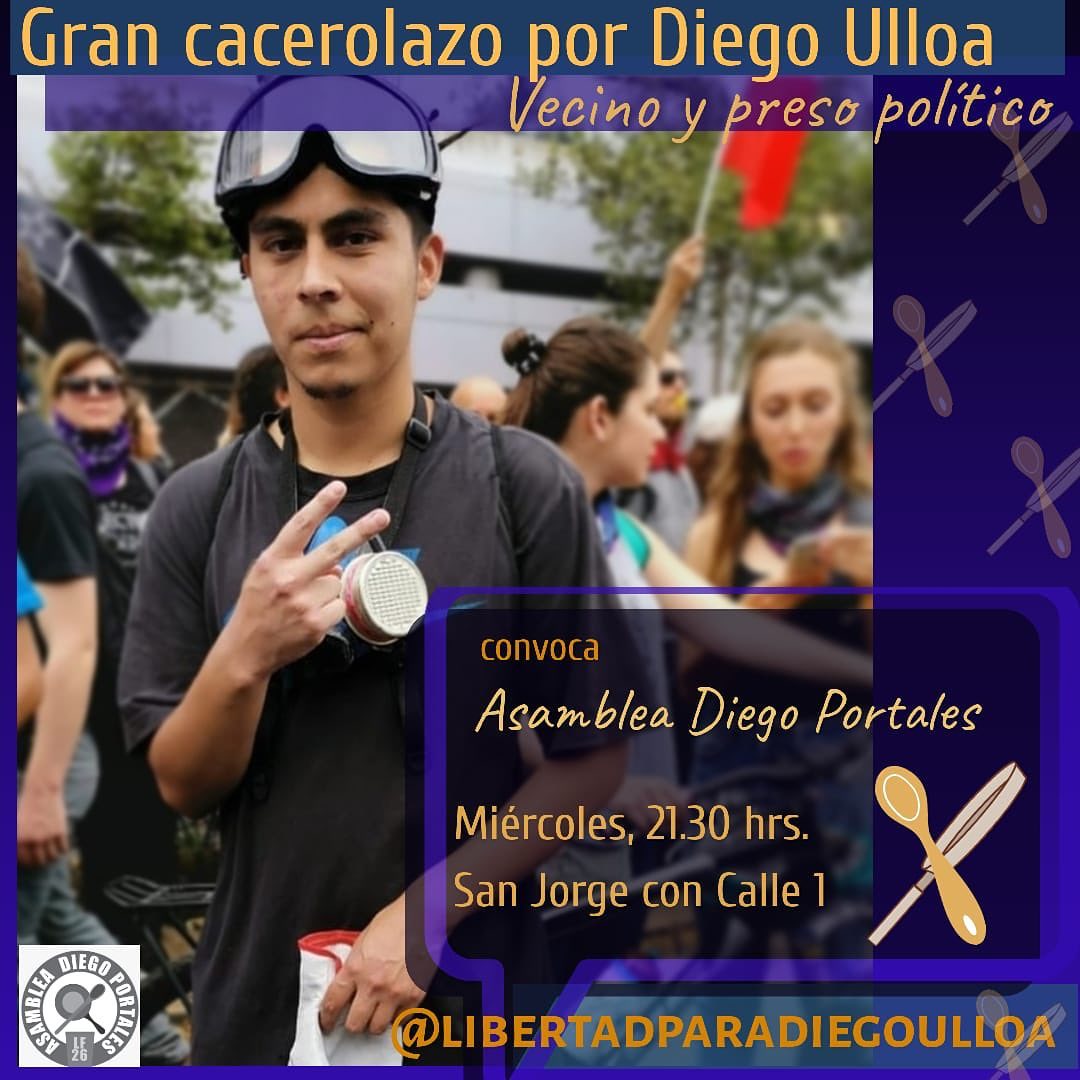 Gran cacerolazo por Diego Ulloa
Vecino y preso político
convoca
Asamblea Diego Portales
Miércoles, 21.30 hrs.
San Jorge con Calle 1
ASAMBLEA DIEGO PORTALES
LF
26
@LIBERTADPARADIEGOULLOA